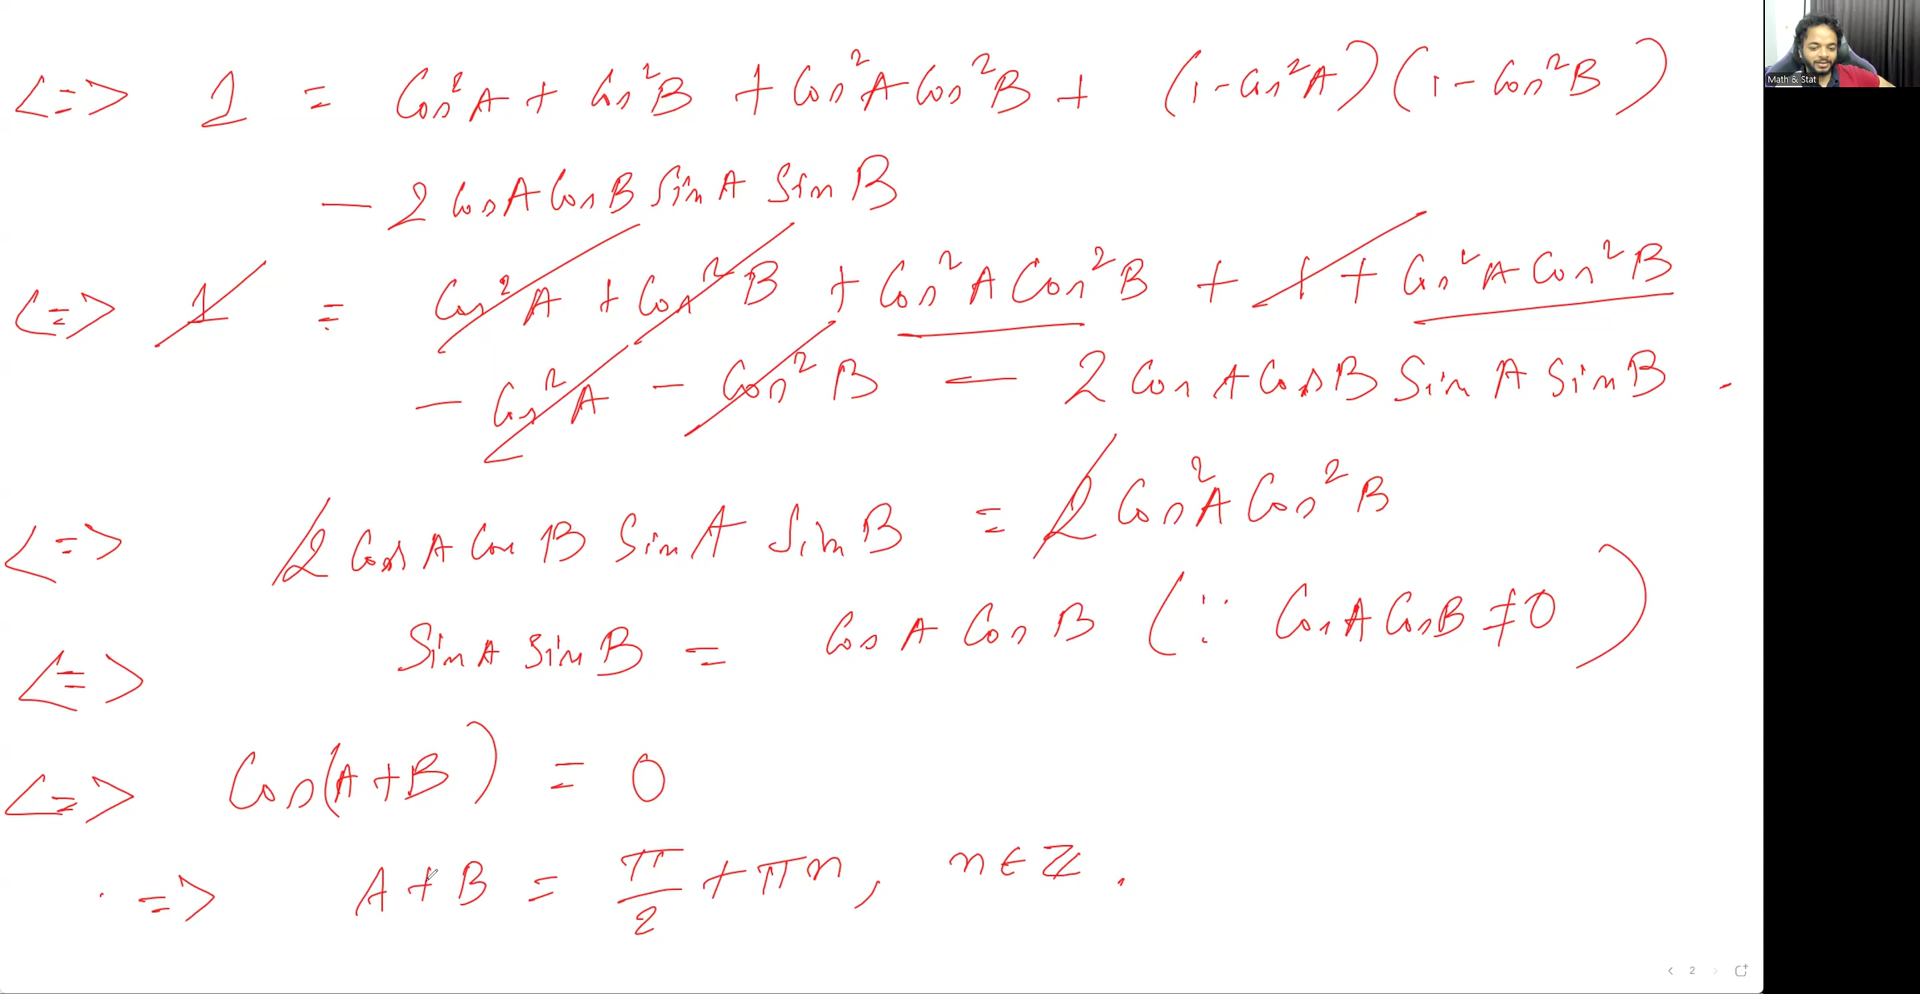 Math & Stat
<=> 1 = Cos²A + Cos²B + Cos²A Cos²B + (1-Cos²A)(1-Cos²B)
- 2 Cos A Cos B Sin A Sin B
<=> 1 = Cos²A + Cos²B + Cos²A Cos²B + 1 + Cos²A Cos²B
- Cos²A - Cos²B - 2 Cos A Cos B Sin A Sin B .
<=> 2 Cos A Cos B Sin A Sin B = 2 Cos²A Cos²B
<=> Sin A Sin B = Cos A Cos B (∵ Cos A Cos B ≠ 0)
<=> Cos(A+B) = 0
=> A+B = π/2 + πn, n ∈ ℤ .
2